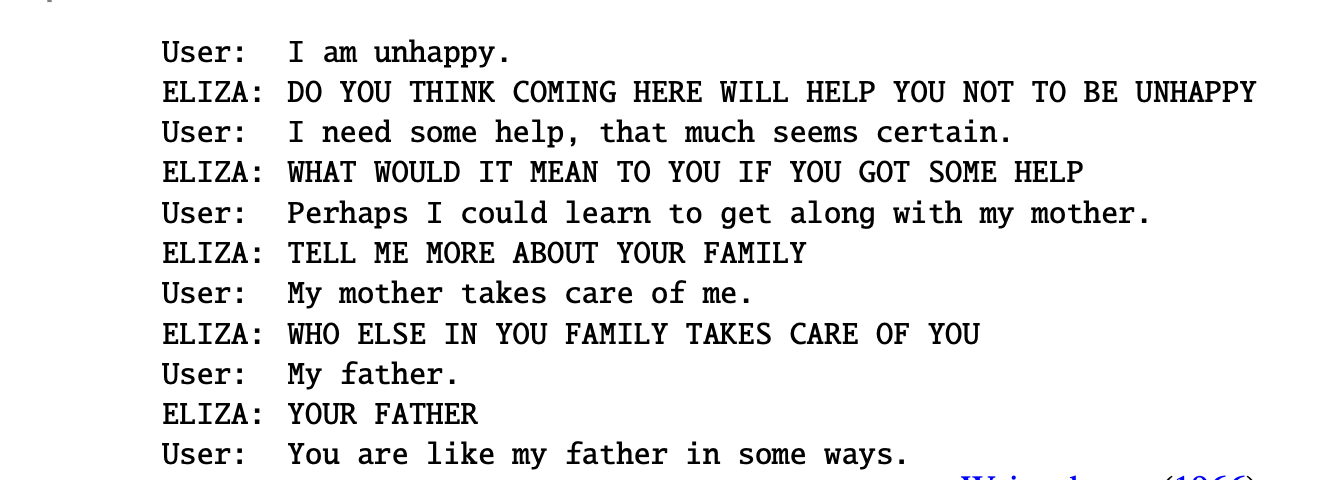 User: I am unhappy.
ELIZA: DO YOU THINK COMING HERE WILL HELP YOU NOT TO BE UNHAPPY
User: I need some help, that much seems certain.
ELIZA: WHAT WOULD IT MEAN TO YOU IF YOU GOT SOME HELP
User: Perhaps I could learn to get along with my mother.
ELIZA: TELL ME MORE ABOUT YOUR FAMILY
User: My mother takes care of me.
ELIZA: WHO ELSE IN YOU FAMILY TAKES CARE OF YOU
User: My father.
ELIZA: YOUR FATHER
User: You are like my father in some ways.